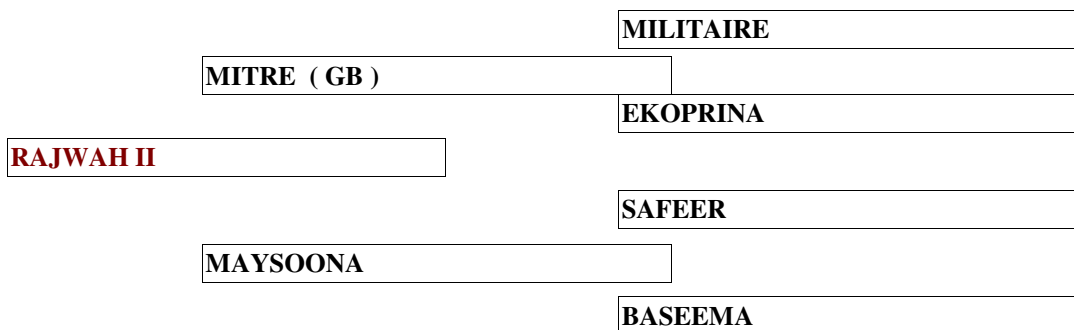 MILITAIRE
MITRE ( GB )
EKOPRINA
RAJWAH II
SAFEER
MAYSOONA
BASEEMA